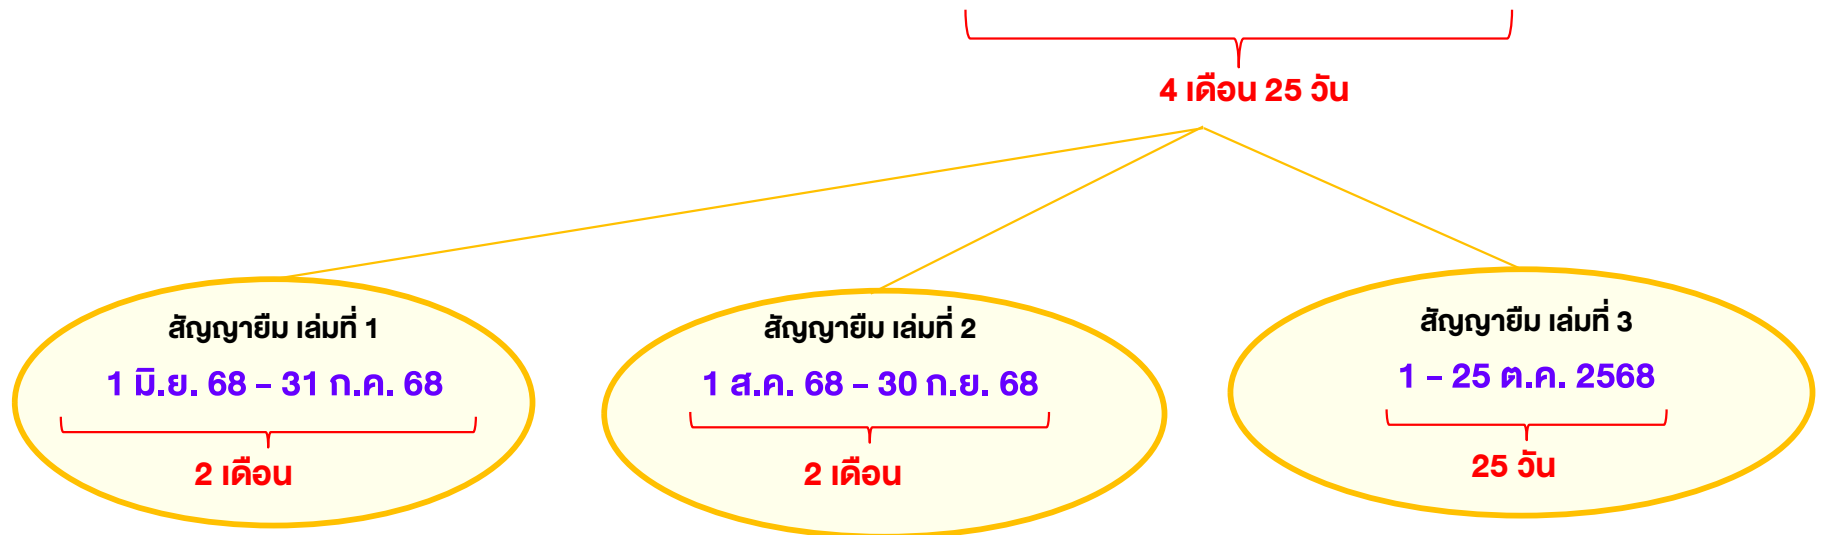 4 เดือน 25 วัน
สัญญายืม เล่มที่ 1
1 มิ.ย. 68 – 31 ก.ค. 68
2 เดือน
สัญญายืม เล่มที่ 2
1 ส.ค. 68 – 30 ก.ย. 68
2 เดือน
สัญญายืม เล่มที่ 3
1 – 25 ต.ค. 2568
25 วัน